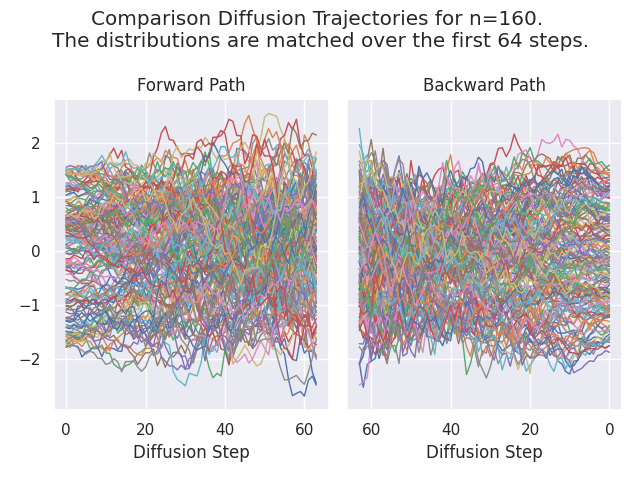 Comparison Diffusion Trajectories for n=160.
The distributions are matched over the first 64 steps.
Forward Path
Backward Path
2
1
0
−1
−2
0 20 40 60
60 40 20 0
Diffusion Step
Diffusion Step